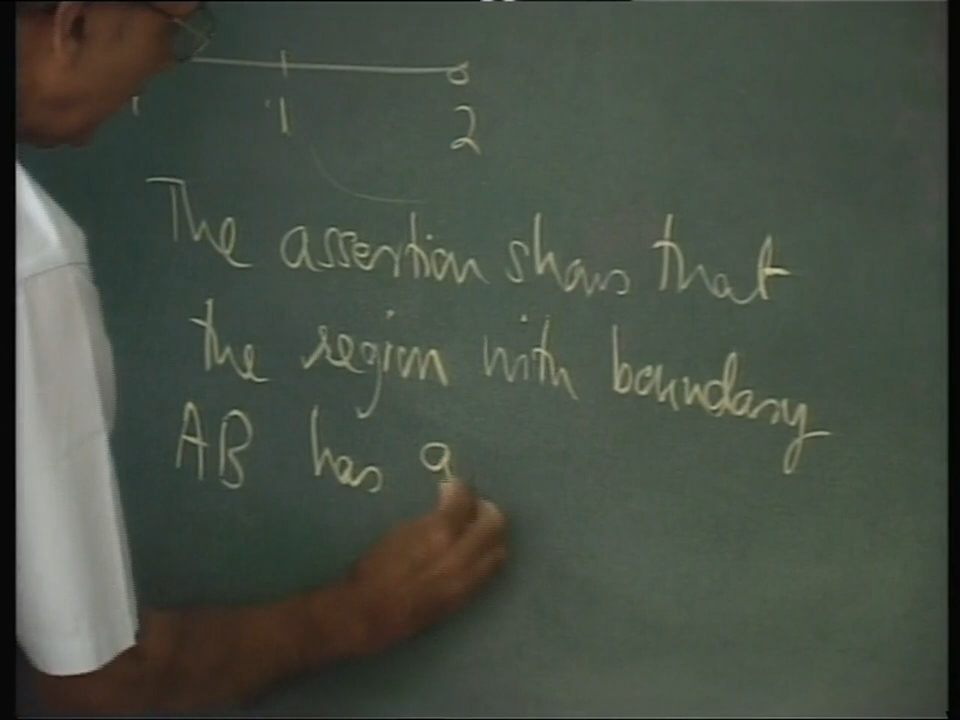 1 2
The assertion shows that
the region with boundary
AB has a